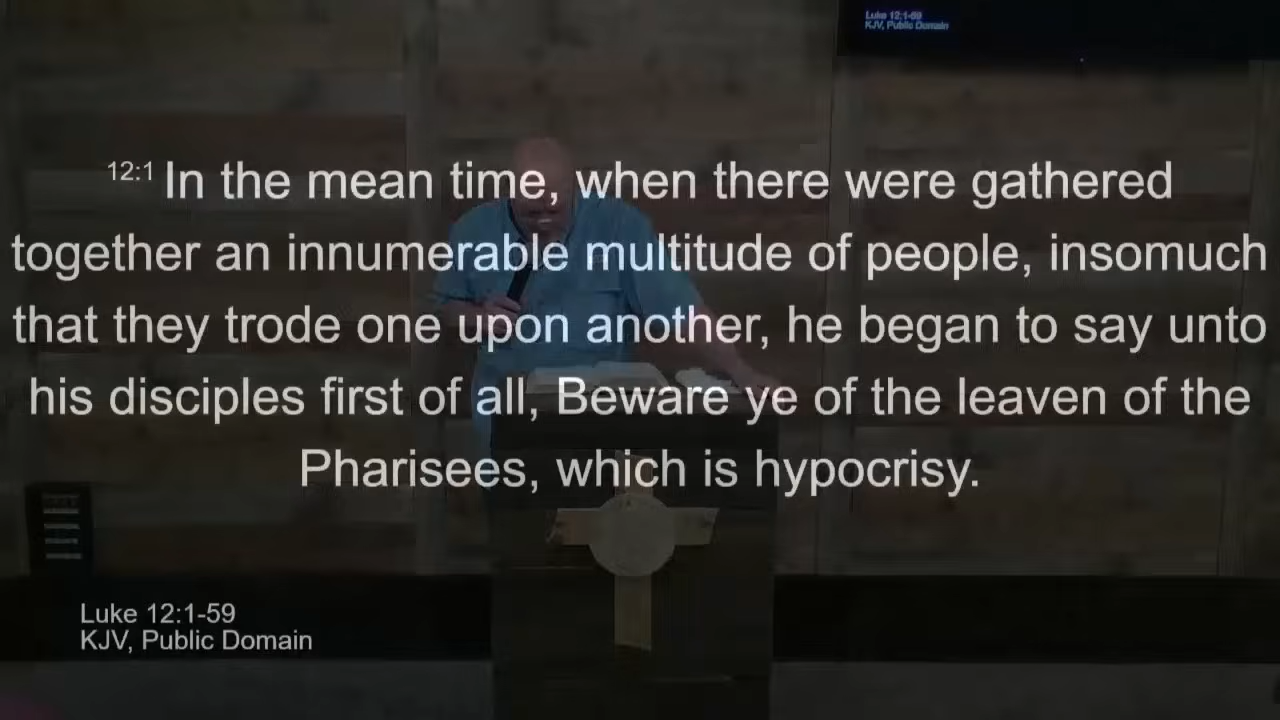 Luke 12:1-59
KJV, Public Domain
12:1 In the mean time, when there were gathered
together an innumerable multitude of people, insomuch
that they trode one upon another, he began to say unto
his disciples first of all, Beware ye of the leaven of the
Pharisees, which is hypocrisy.
Luke 12:1-59
KJV, Public Domain